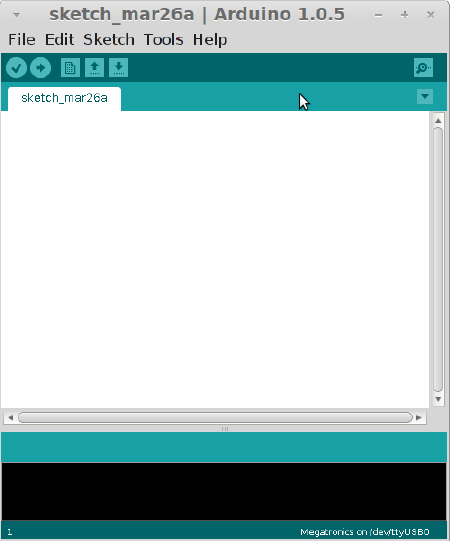 sketch_mar26a | Arduino 1.0.5
File Edit Sketch Tools Help
sketch_mar26a
1
Megatronics on /dev/ttyUSB0